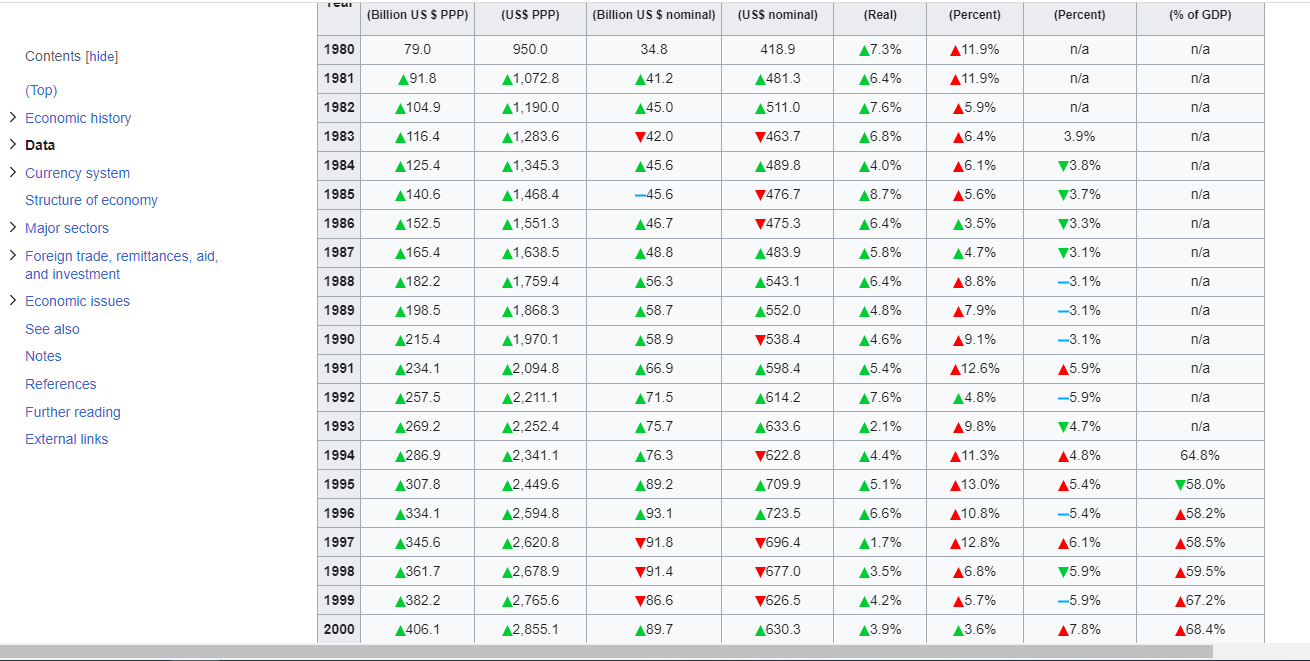 Year
(Billion US $ PPP) (US$ PPP) (Billion US $ nominal) (US$ nominal) (Real) (Percent) (Percent) (% of GDP)
Contents [hide]
(Top)
Economic history
Data
Currency system
Structure of economy
Major sectors
Foreign trade, remittances, aid,
and investment
Economic issues
See also
Notes
References
Further reading
External links
1980 79.0 950.0 34.8 418.9 ▲7.3% ▲11.9% n/a n/a
1981 ▲91.8 ▲1,072.8 ▲41.2 ▲481.3 ▲6.4% ▲11.9% n/a n/a
1982 ▲104.9 ▲1,190.0 ▲45.0 ▲511.0 ▲7.6% ▲5.9% n/a n/a
1983 ▲116.4 ▲1,283.6 ▼42.0 ▼463.7 ▲6.8% ▲6.4% 3.9% n/a
1984 ▲125.4 ▲1,345.3 ▲45.6 ▲489.8 ▲4.0% ▲6.1% ▼3.8% n/a
1985 ▲140.6 ▲1,468.4 −45.6 ▼476.7 ▲8.7% ▲5.6% ▼3.7% n/a
1986 ▲152.5 ▲1,551.3 ▲46.7 ▼475.3 ▲6.4% ▲3.5% ▼3.3% n/a
1987 ▲165.4 ▲1,638.5 ▲48.8 ▲483.9 ▲5.8% ▲4.7% ▼3.1% n/a
1988 ▲182.2 ▲1,759.4 ▲56.3 ▲543.1 ▲6.4% ▲8.8% −3.1% n/a
1989 ▲198.5 ▲1,868.3 ▲58.7 ▲552.0 ▲4.8% ▲7.9% −3.1% n/a
1990 ▲215.4 ▲1,970.1 ▲58.9 ▼538.4 ▲4.6% ▲9.1% −3.1% n/a
1991 ▲234.1 ▲2,094.8 ▲66.9 ▲598.4 ▲5.4% ▲12.6% ▲5.9% n/a
1992 ▲257.5 ▲2,211.1 ▲71.5 ▲614.2 ▲7.6% ▲4.8% −5.9% n/a
1993 ▲269.2 ▲2,252.4 ▲75.7 ▲633.6 ▲2.1% ▲9.8% ▼4.7% n/a
1994 ▲286.9 ▲2,341.1 ▲76.3 ▼622.8 ▲4.4% ▲11.3% ▲4.8% 64.8%
1995 ▲307.8 ▲2,449.6 ▲89.2 ▲709.9 ▲5.1% ▲13.0% ▲5.4% ▼58.0%
1996 ▲334.1 ▲2,594.8 ▲93.1 ▲723.5 ▲6.6% ▲10.8% −5.4% ▲58.2%
1997 ▲345.6 ▲2,620.8 ▼91.8 ▼696.4 ▲1.7% ▲12.8% ▲6.1% ▲58.5%
1998 ▲361.7 ▲2,678.9 ▼91.4 ▼677.0 ▲3.5% ▲6.8% ▼5.9% ▲59.5%
1999 ▲382.2 ▲2,765.6 ▼86.6 ▼626.5 ▲4.2% ▲5.7% −5.9% ▲67.2%
2000 ▲406.1 ▲2,855.1 ▲89.7 ▲630.3 ▲3.9% ▲3.6% ▲7.8% ▲68.4%